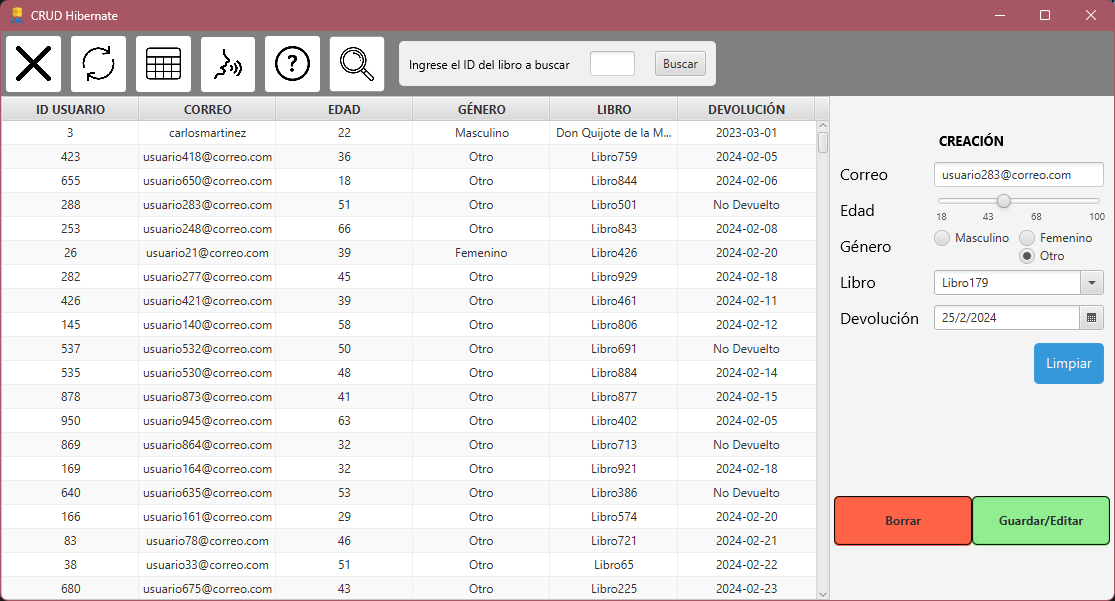 CRUD Hibernate
?
Ingrese el ID del libro a buscar Buscar
ID USUARIO CORREO EDAD GÉNERO LIBRO DEVOLUCIÓN
3 carlosmartinez 22 Masculino Don Quijote de la M... 2023-03-01
423 usuario418@correo.com 36 Otro Libro759 2024-02-05
655 usuario650@correo.com 18 Otro Libro844 2024-02-06
288 usuario283@correo.com 51 Otro Libro501 No Devuelto
253 usuario248@correo.com 66 Otro Libro843 2024-02-08
26 usuario21@correo.com 39 Femenino Libro426 2024-02-20
282 usuario277@correo.com 45 Otro Libro929 2024-02-18
426 usuario421@correo.com 39 Otro Libro461 2024-02-11
145 usuario140@correo.com 58 Otro Libro806 2024-02-12
537 usuario532@correo.com 50 Otro Libro691 No Devuelto
535 usuario530@correo.com 48 Otro Libro884 2024-02-14
878 usuario873@correo.com 41 Otro Libro877 2024-02-15
950 usuario945@correo.com 63 Otro Libro402 2024-02-05
869 usuario864@correo.com 32 Otro Libro713 No Devuelto
169 usuario164@correo.com 32 Otro Libro921 2024-02-18
640 usuario635@correo.com 53 Otro Libro386 No Devuelto
166 usuario161@correo.com 29 Otro Libro574 2024-02-20
83 usuario78@correo.com 46 Otro Libro721 2024-02-21
38 usuario33@correo.com 51 Otro Libro65 2024-02-22
680 usuario675@correo.com 43 Otro Libro225 2024-02-23
CREACIÓN
Correo usuario283@correo.com
Edad
18 43 68 100
Género
Masculino Femenino
Otro
Libro Libro179
Devolución 25/2/2024
Limpiar
Borrar Guardar/Editar